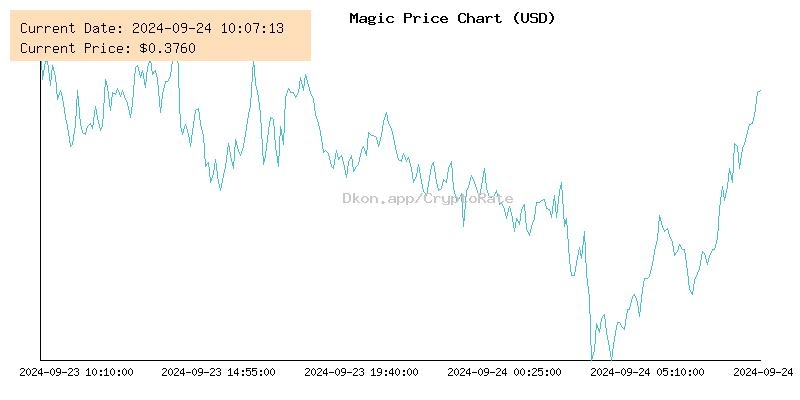 Magic Price Chart (USD)
Current Date: 2024-09-24 10:07:13
Current Price: $0.3760
Dkon.app/CryptoRate
2024-09-23 10:10:00
2024-09-23 14:55:00
2024-09-23 19:40:00
2024-09-24 00:25:00
2024-09-24 05:10:00
2024-09-24